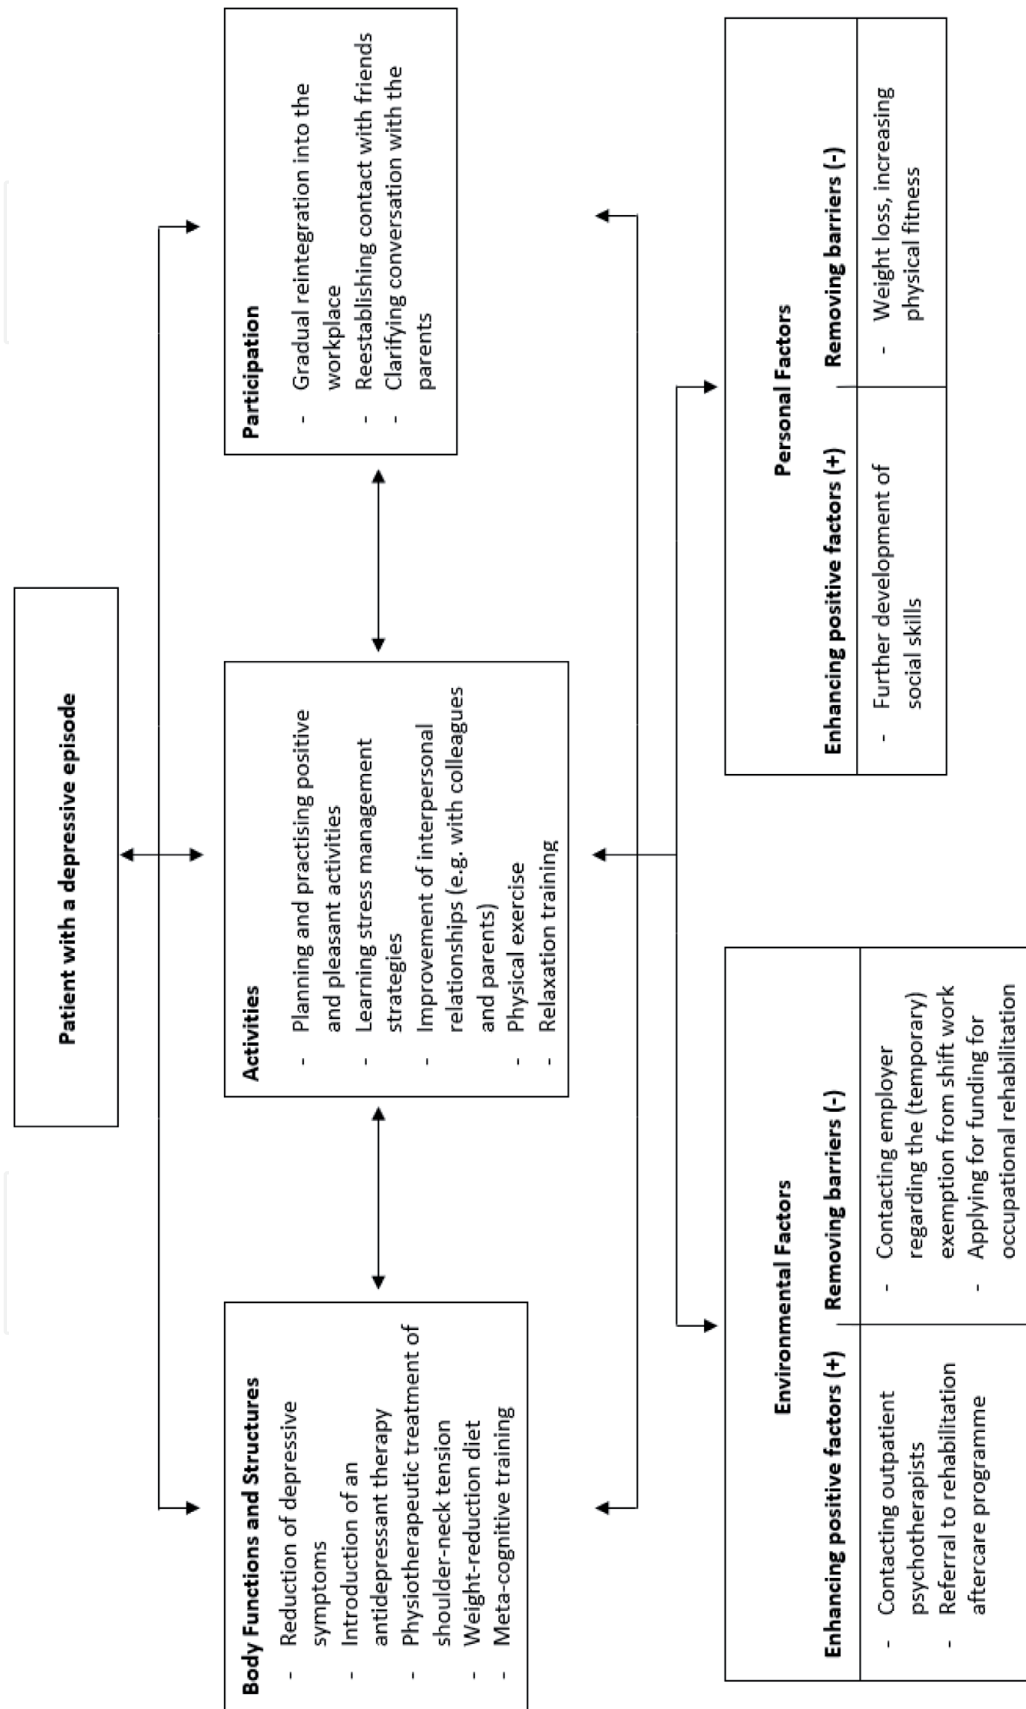 Patient with a depressive episode
Body Functions and Structures
- Reduction of depressive
symptoms
- Introduction of an
antidepressant therapy
- Physiotherapeutic treatment of
shoulder-neck tension
- Weight-reduction diet
- Meta-cognitive training
Activities
- Planning and practising positive
and pleasant activities
- Learning stress management
strategies
- Improvement of interpersonal
relationships (e.g. with colleagues
and parents)
- Physical exercise
- Relaxation training
Participation
- Gradual reintegration into the
workplace
- Reestablishing contact with friends
- Clarifying conversation with the
parents
Environmental Factors
Enhancing positive factors (+)
- Contacting outpatient
psychotherapists
- Referral to rehabilitation
aftercare programme
Removing barriers (-)
- Contacting employer
regarding the (temporary)
exemption from shift work
- Applying for funding for
occupational rehabilitation
Personal Factors
Enhancing positive factors (+)
- Further development of
social skills
Removing barriers (-)
- Weight loss, increasing
physical fitness